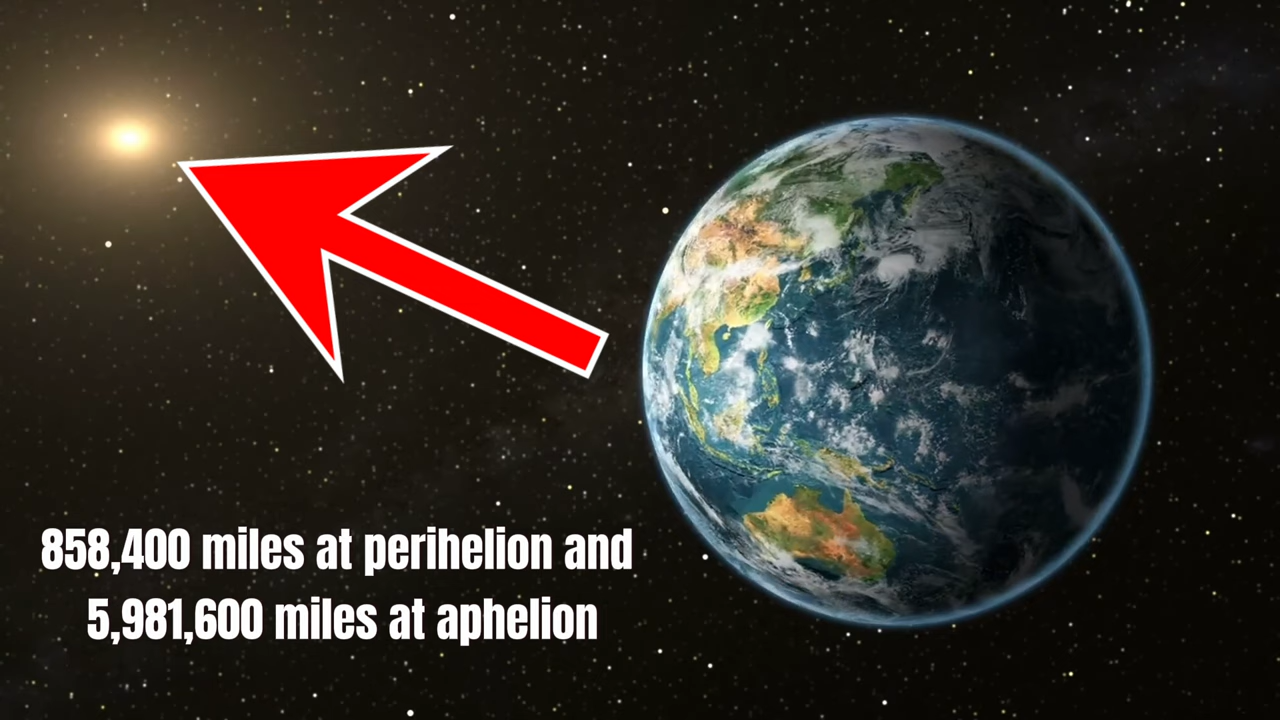 858,400 miles at perihelion and
5,981,600 miles at aphelion